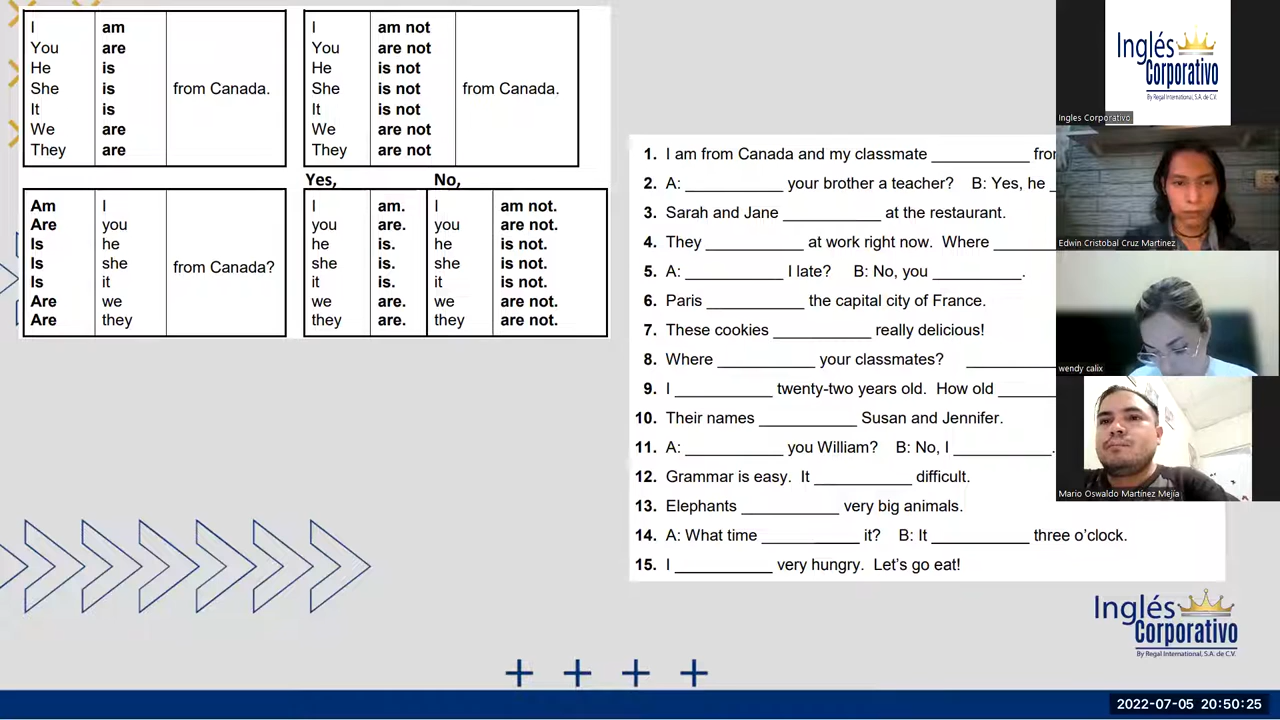 I am
You are
He is
She is from Canada.
It is
We are
They are
I am not
You are not
He is not
She is not from Canada.
It is not
We are not
They are not
Am I
Are you
Is he
Is she from Canada?
Is it
Are we
Are they
Yes, No,
I am. I am not.
you are. you are not.
he is. he is not.
she is. she is not.
it is. it is not.
we are. we are not.
they are. they are not.
1. I am from Canada and my classmate ___________
2. A: ___________ your brother a teacher? B: Yes, he
3. Sarah and Jane ___________ at the restaurant.
4. They ___________ at work right now. Where
5. A: ___________ I late? B: No, you ___________.
6. Paris ___________ the capital city of France.
7. These cookies ___________ really delicious!
8. Where ___________ your classmates?
9. I ___________ twenty-two years old. How old
10. Their names ___________ Susan and Jennifer.
11. A: ___________ you William? B: No, I ___________.
12. Grammar is easy. It ___________ difficult.
13. Elephants ___________ very big animals.
14. A: What time ___________ it? B: It ___________ three o'clock.
15. I ___________ very hungry. Let's go eat!
Inglés
Corporativo
By Regal International, S.A. de C.V.
Ingles Corporativo
Edwin Cristobal Cruz Martinez
wendy calix
Mario Oswaldo Martínez Mejía
Inglés
Corporativo
By Regal International, S.A. de C.V.
2022-07-05 20:50:25